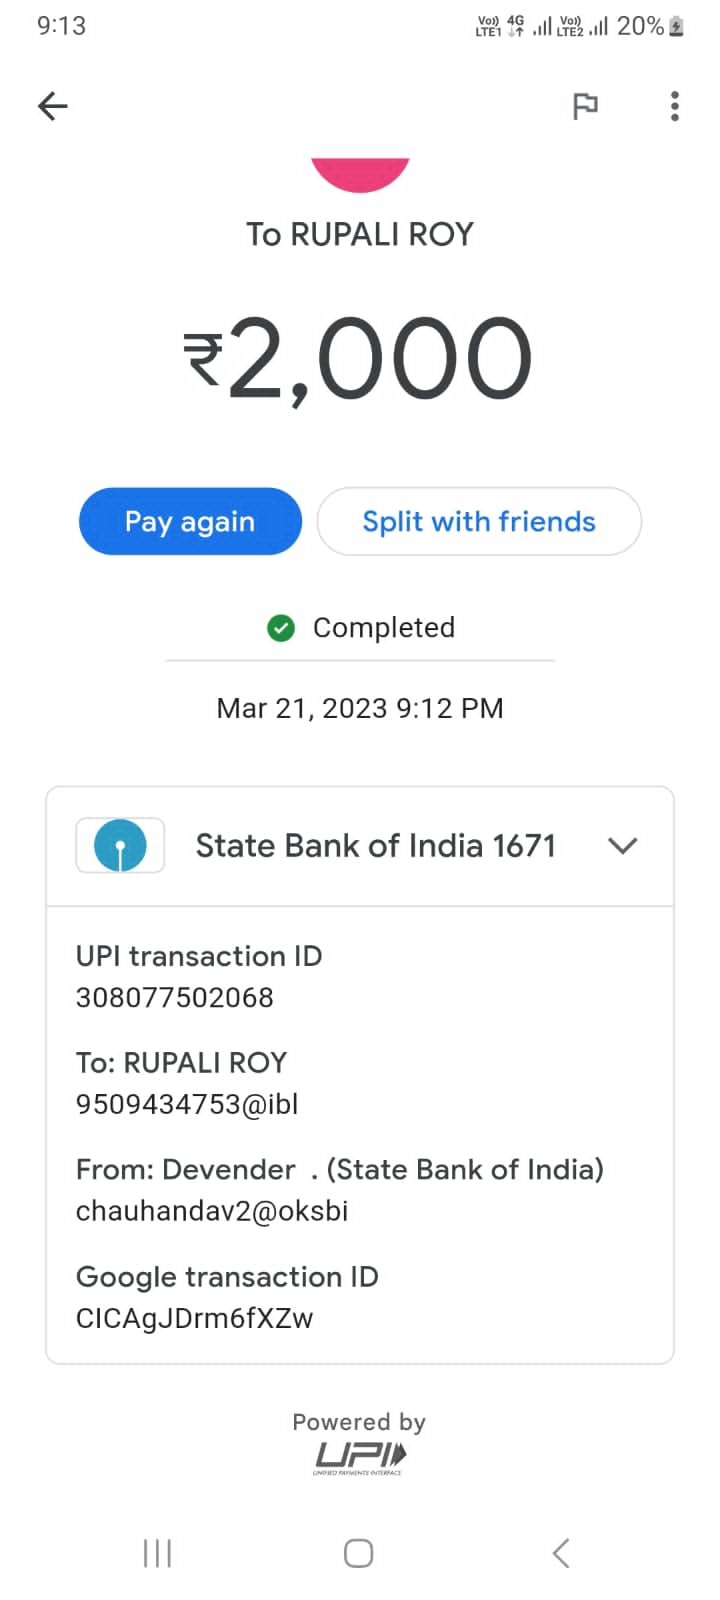 9:13
Vo)) LTE1 4G Vo)) LTE2 20%
To RUPALI ROY
₹2,000
Pay again
Split with friends
Completed
Mar 21, 2023 9:12 PM
State Bank of India 1671
UPI transaction ID
308077502068
To: RUPALI ROY
9509434753@ibl
From: Devender . (State Bank of India)
chauhandav2@oksbi
Google transaction ID
CICAgJDrm6fXZw
Powered by
UPI
UNIFIED PAYMENTS INTERFACE